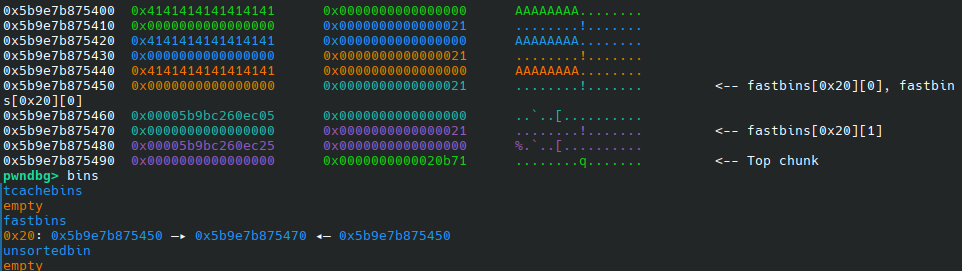 0x5b9e7b875400 0x4141414141414141 0x0000000000000000 AAAAAAAA........
0x5b9e7b875410 0x0000000000000000 0x0000000000000021 ........!.......
0x5b9e7b875420 0x4141414141414141 0x0000000000000000 AAAAAAAA........
0x5b9e7b875430 0x0000000000000000 0x0000000000000021 ........!.......
0x5b9e7b875440 0x4141414141414141 0x0000000000000000 AAAAAAAA........
0x5b9e7b875450 0x0000000000000000 0x0000000000000021 ........!....... <-- fastbins[0x20][0], fastbin
s[0x20][0]
0x5b9e7b875460 0x00005b9bc260ec05 0x0000000000000000 ..`..[..........
0x5b9e7b875470 0x0000000000000000 0x0000000000000021 ........!....... <-- fastbins[0x20][1]
0x5b9e7b875480 0x00005b9bc260ec25 0x0000000000000000 %.`..[..........
0x5b9e7b875490 0x0000000000000000 0x0000000000020b71 ........q....... <-- Top chunk
pwndbg> bins
tcachebins
empty
fastbins
0x20: 0x5b9e7b875450 —▸ 0x5b9e7b875470 ◂— 0x5b9e7b875450
unsortedbin
empty